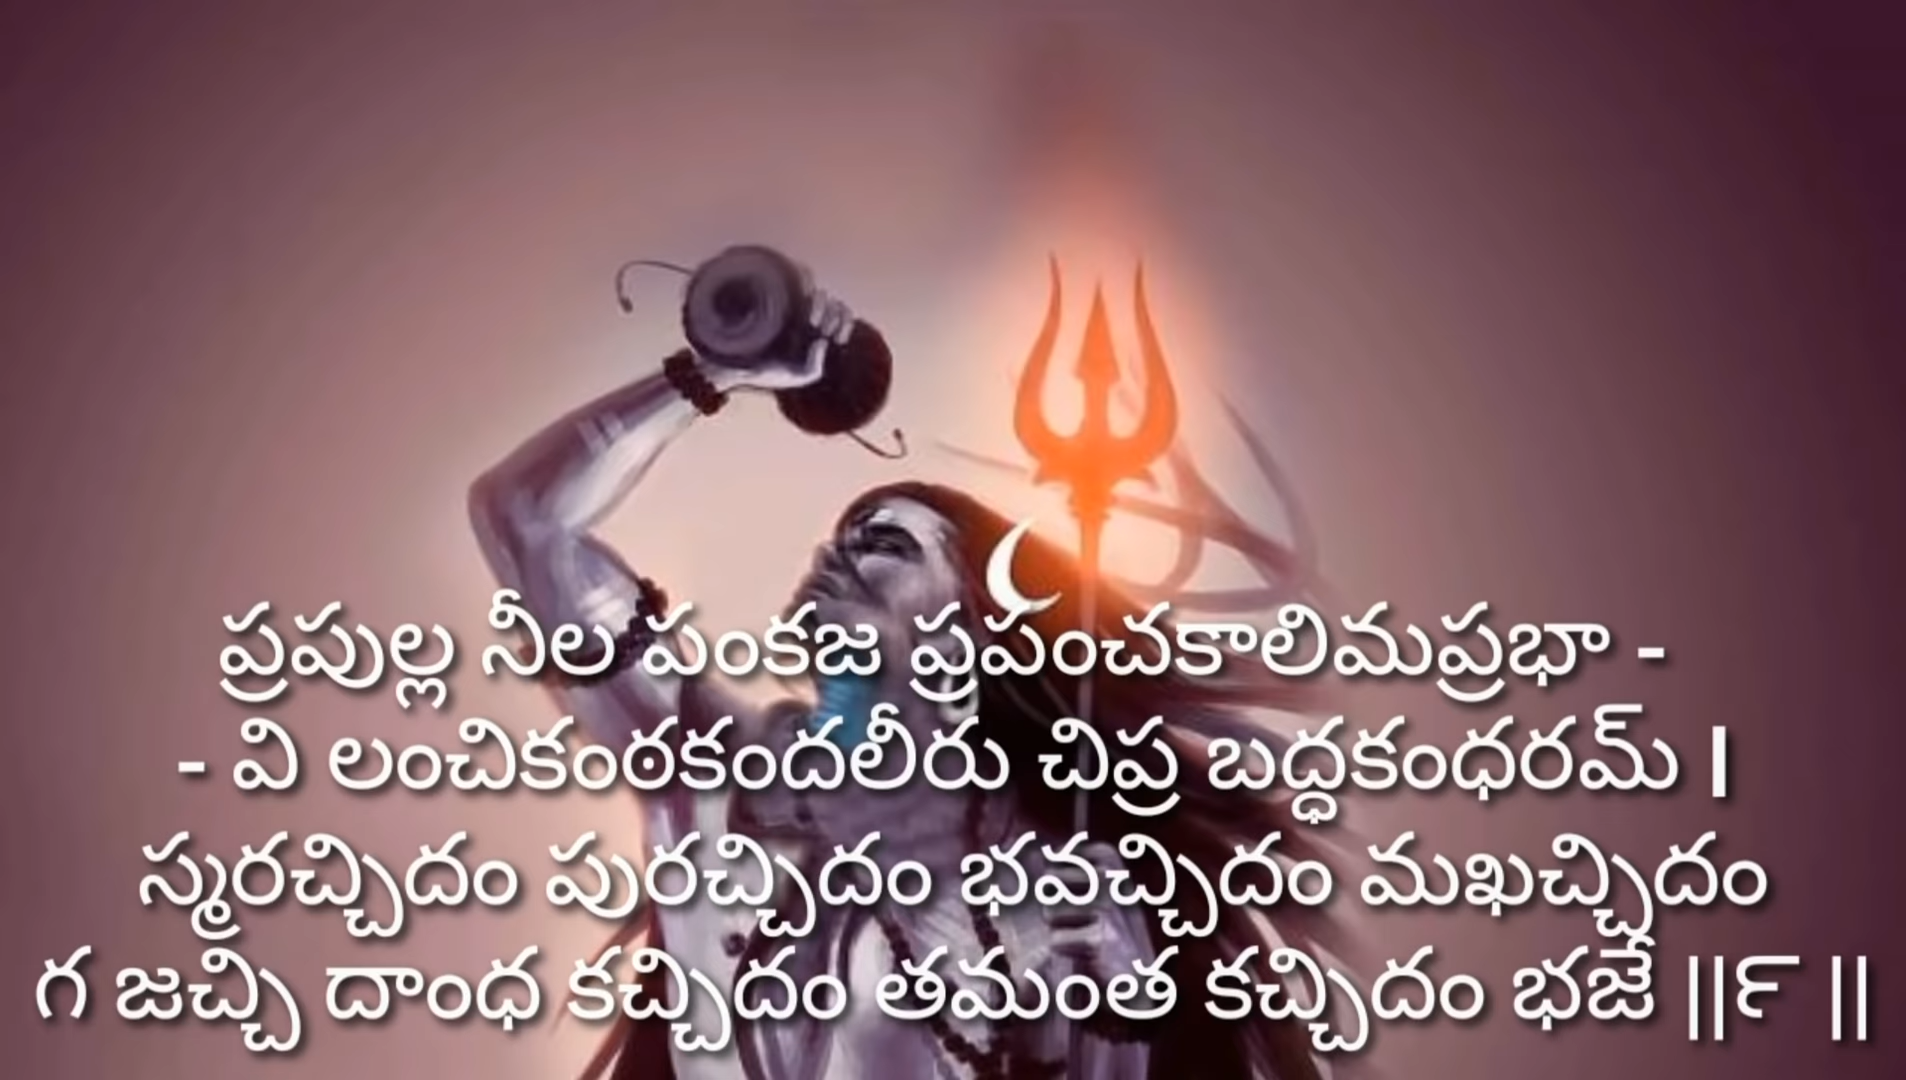 ప్రపుల్ల నీల పంకజ ప్రపంచకాలిమప్రభా -
- వి లంచికంఠకందలీరు చిప్ర బద్ధకంధరమ్ |
స్మరచ్చిదం పురచ్చిదం భవచ్చిదం మఖచ్చిదం
గ జచ్చి దాంధ కచ్చిదం తమంత కచ్చిదం భజే ||౯ ||